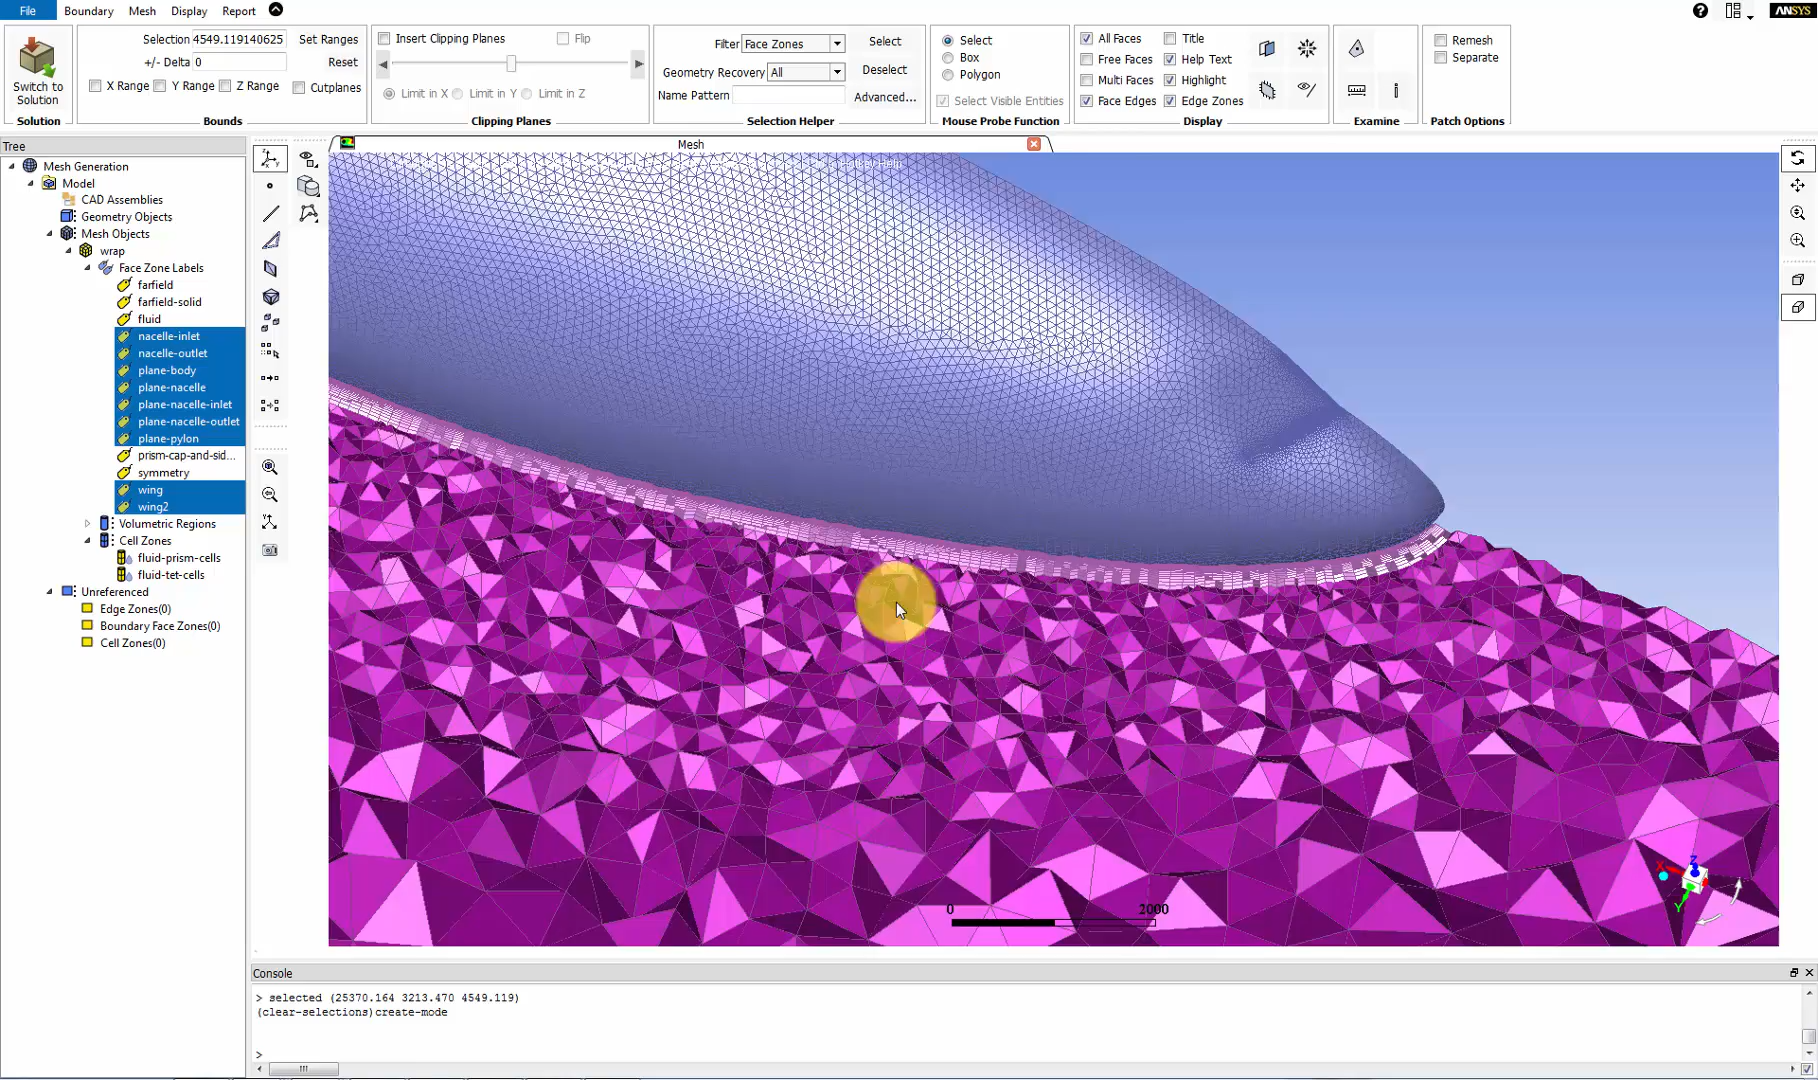 File Boundary Mesh Display Report ANSYS
Switch to Solution
Solution
Selection 4549.119140625 Set Ranges
+/- Delta 0 Reset
X Range Y Range Z Range Cutplanes
Bounds
Insert Clipping Planes Flip
Limit in X Limit in Y Limit in Z
Clipping Planes
Filter Face Zones Select
Geometry Recovery All Deselect
Name Pattern Advanced...
Selection Helper
Select
Box
Polygon
Select Visible Entities
Mouse Probe Function
All Faces Title
Free Faces Help Text
Multi Faces Highlight
Face Edges Edge Zones
Display
Examine
Remesh
Separate
Patch Options
Tree
Mesh Generation
Model
CAD Assemblies
Geometry Objects
Mesh Objects
wrap
Face Zone Labels
farfield
farfield-solid
fluid
nacelle-inlet
nacelle-outlet
plane-body
plane-nacelle
plane-nacelle-inlet
plane-nacelle-outlet
plane-pylon
prism-cap-and-sid...
symmetry
wing
wing2
Volumetric Regions
Cell Zones
fluid-prism-cells
fluid-tet-cells
Unreferenced
Edge Zones(0)
Boundary Face Zones(0)
Cell Zones(0)
Mesh
Help
0 2000
X Z
Y
Console
> selected (25370.164 3213.470 4549.119)
(clear-selections)create-mode
>